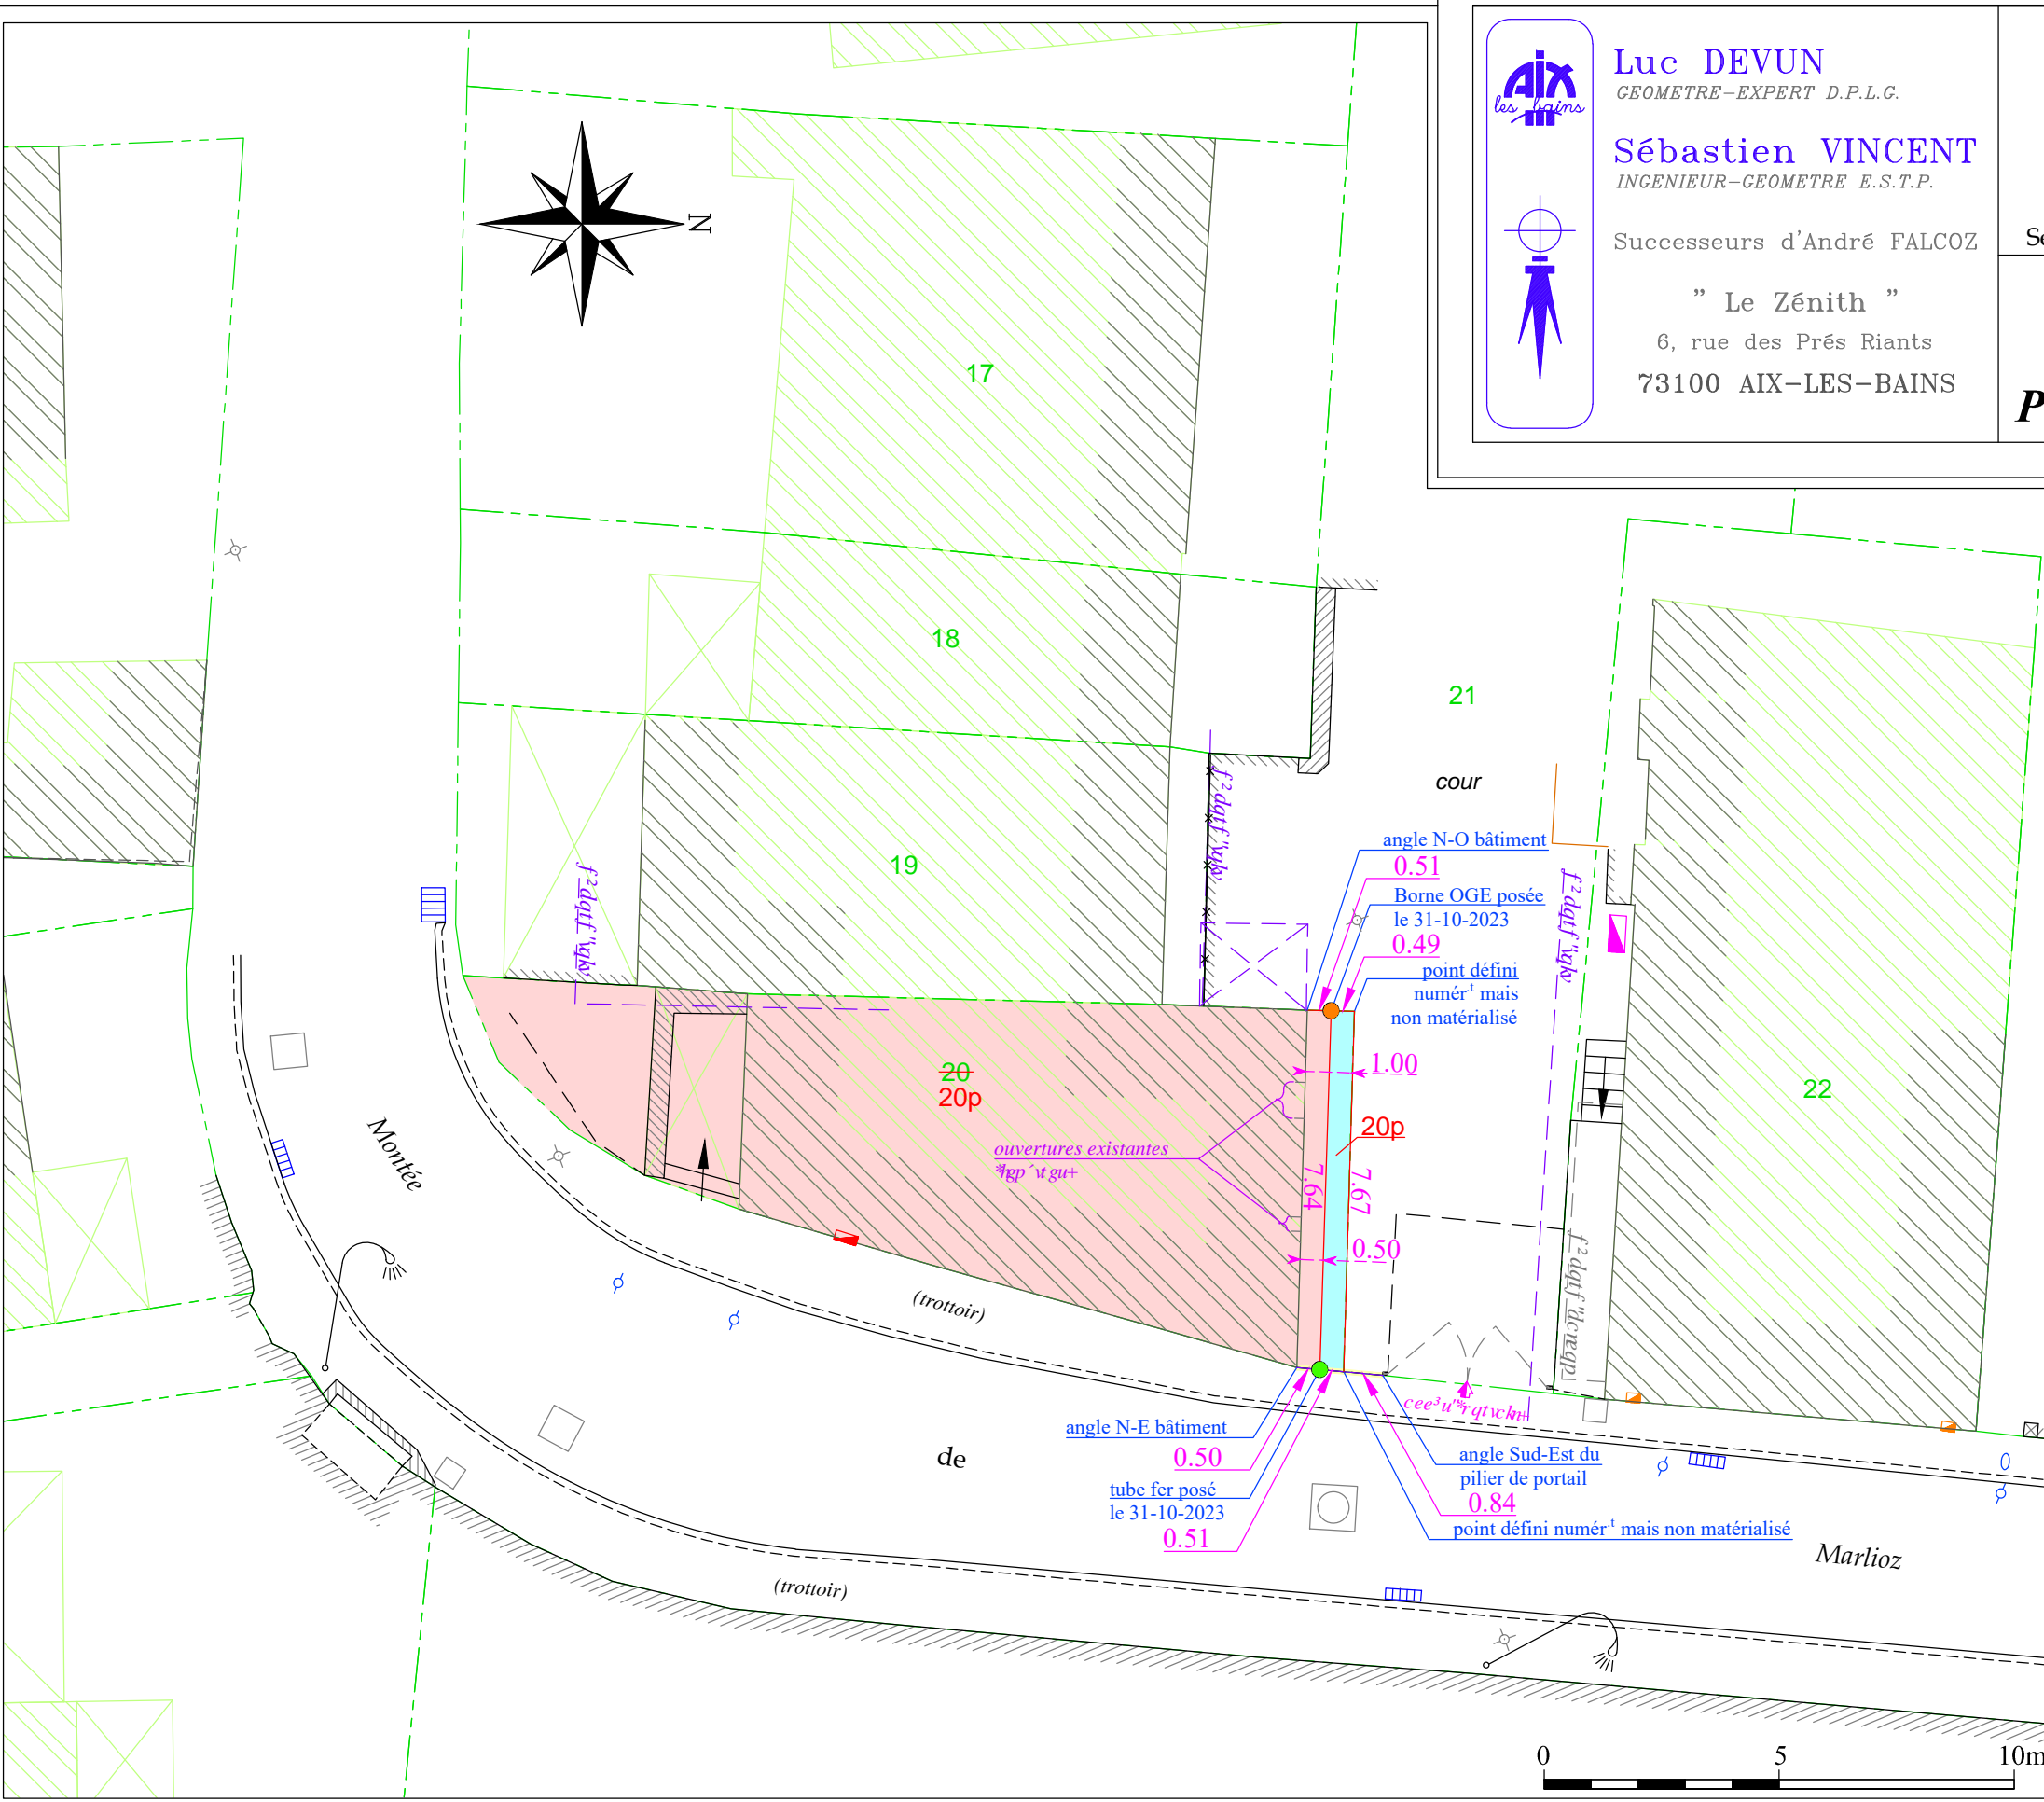 AIX
les bains
Luc DEVUN
GEOMETRE-EXPERT D.P.L.G.
Sébastien VINCENT
INGENIEUR-GEOMETRE E.S.T.P.
Successeurs d'André FALCOZ
" Le Zénith "
6, rue des Prés Riants
73100 AIX-LES-BAINS
P
N
17
18
21
cour
19
angle N-O bâtiment
0.51
Borne OGE posée
le 31-10-2023
0.49
point défini
numér.t mais
non matérialisé
20
20p
1.00
20p
22
ouvertures existantes
7.64
7.67
0.50
Montée
(trottoir)
angle N-E bâtiment
0.50
tube fer posé
le 31-10-2023
0.51
angle Sud-Est du
pilier de portail
0.84
point défini numér.t mais non matérialisé
de
Marlioz
(trottoir)
0 5 10m